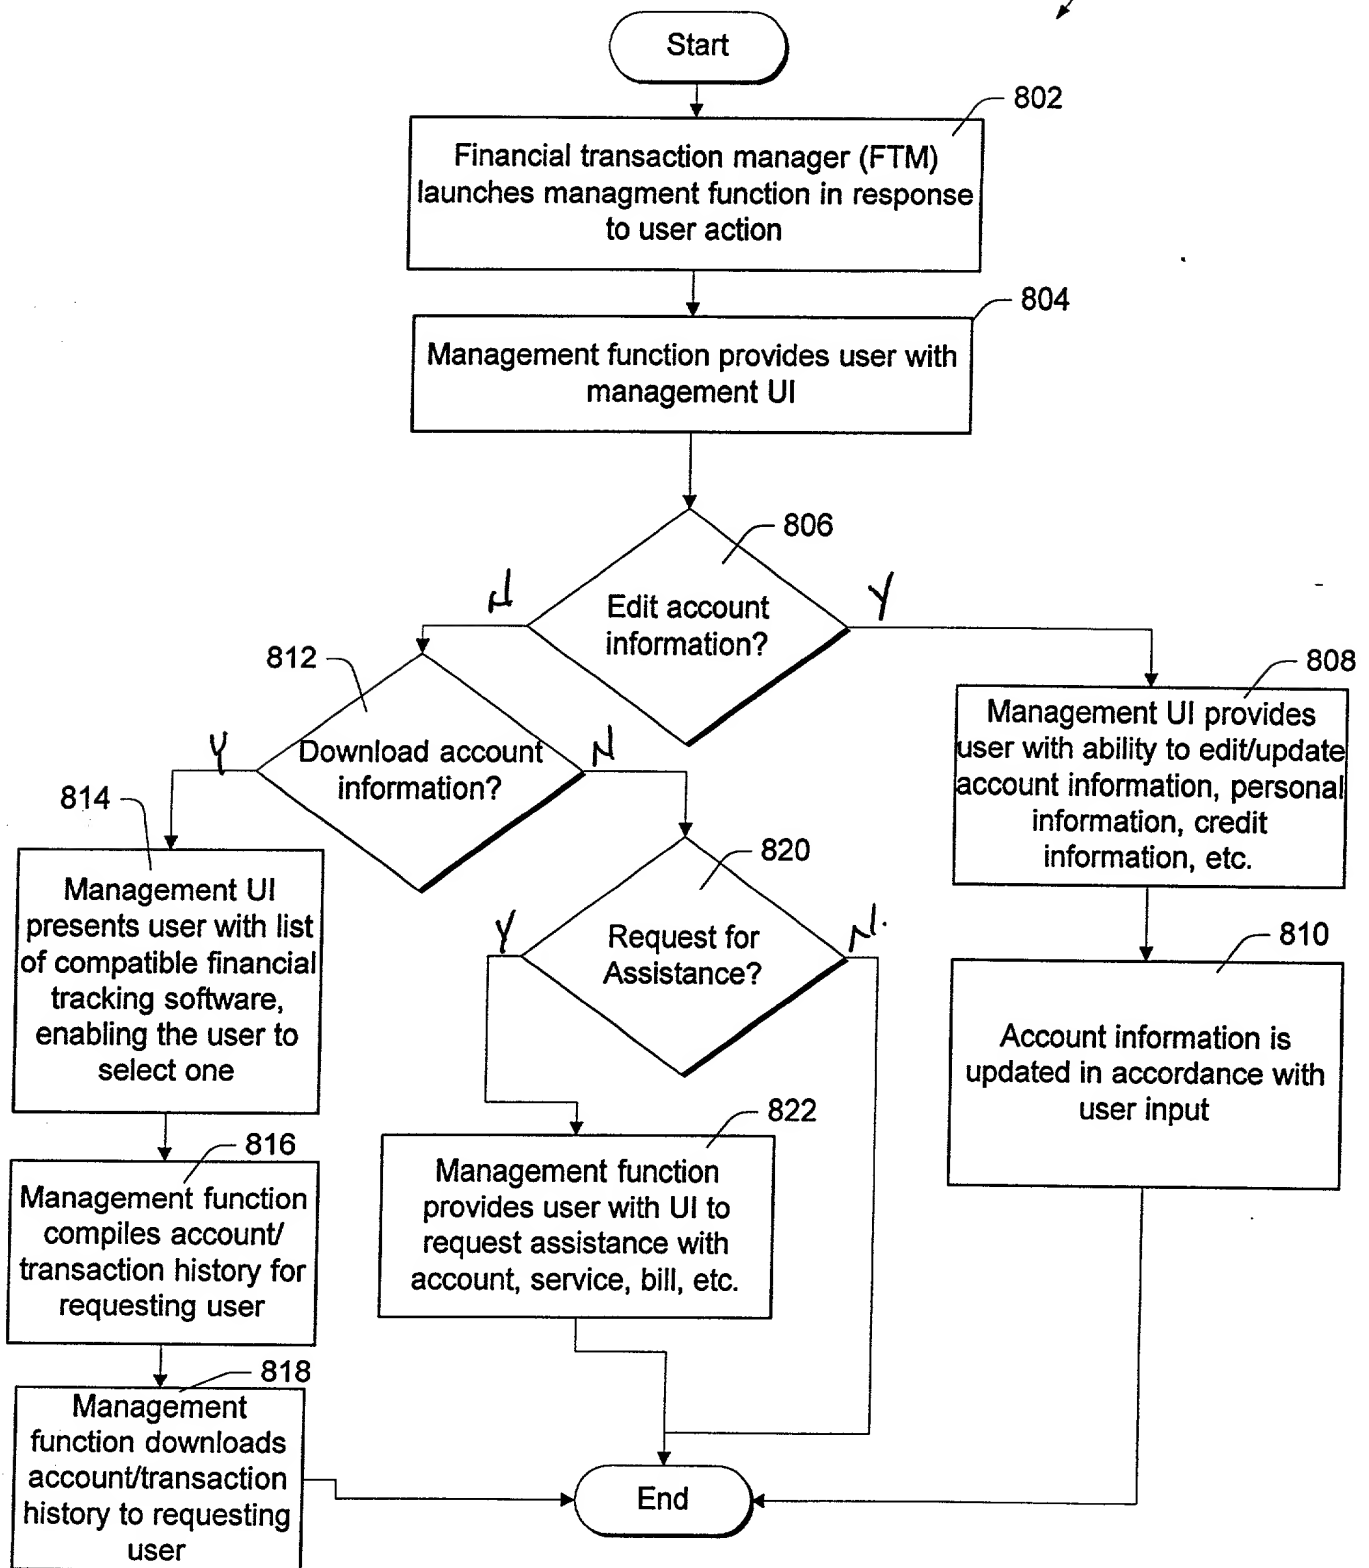 Start
802
Financial transaction manager (FTM)
launches managment function in response
to user action
804
Management function provides user with
management UI
806
Edit account
information?
N
Y
812
Download account
information?
Y
N
808
Management UI provides
user with ability to edit/update
account information, personal
information, credit
information, etc.
814
Management UI
presents user with list
of compatible financial
tracking software,
enabling the user to
select one
820
Request for
Assistance?
Y
N.
810
Account information is
updated in accordance with
user input
816
Management function
compiles account/
transaction history for
requesting user
822
Management function
provides user with UI to
request assistance with
account, service, bill, etc.
818
Management
function downloads
account/transaction
history to requesting
user
End